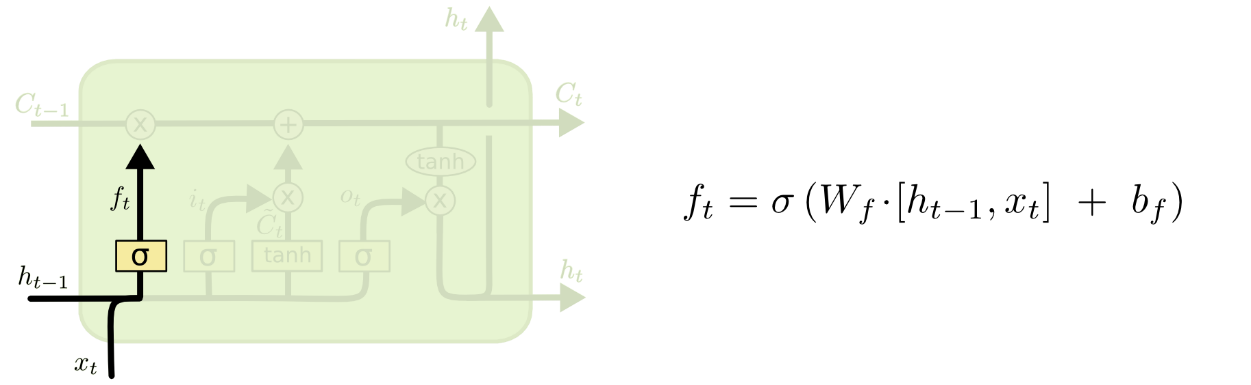 h_t
C_{t-1}
C_t
x
+
tanh
f_t
i_t
x
o_t
x
C̃_t
σ
σ
tanh
σ
h_{t-1}
h_t
x_t
f_t = σ (W_f · [h_{t-1}, x_t] + b_f)